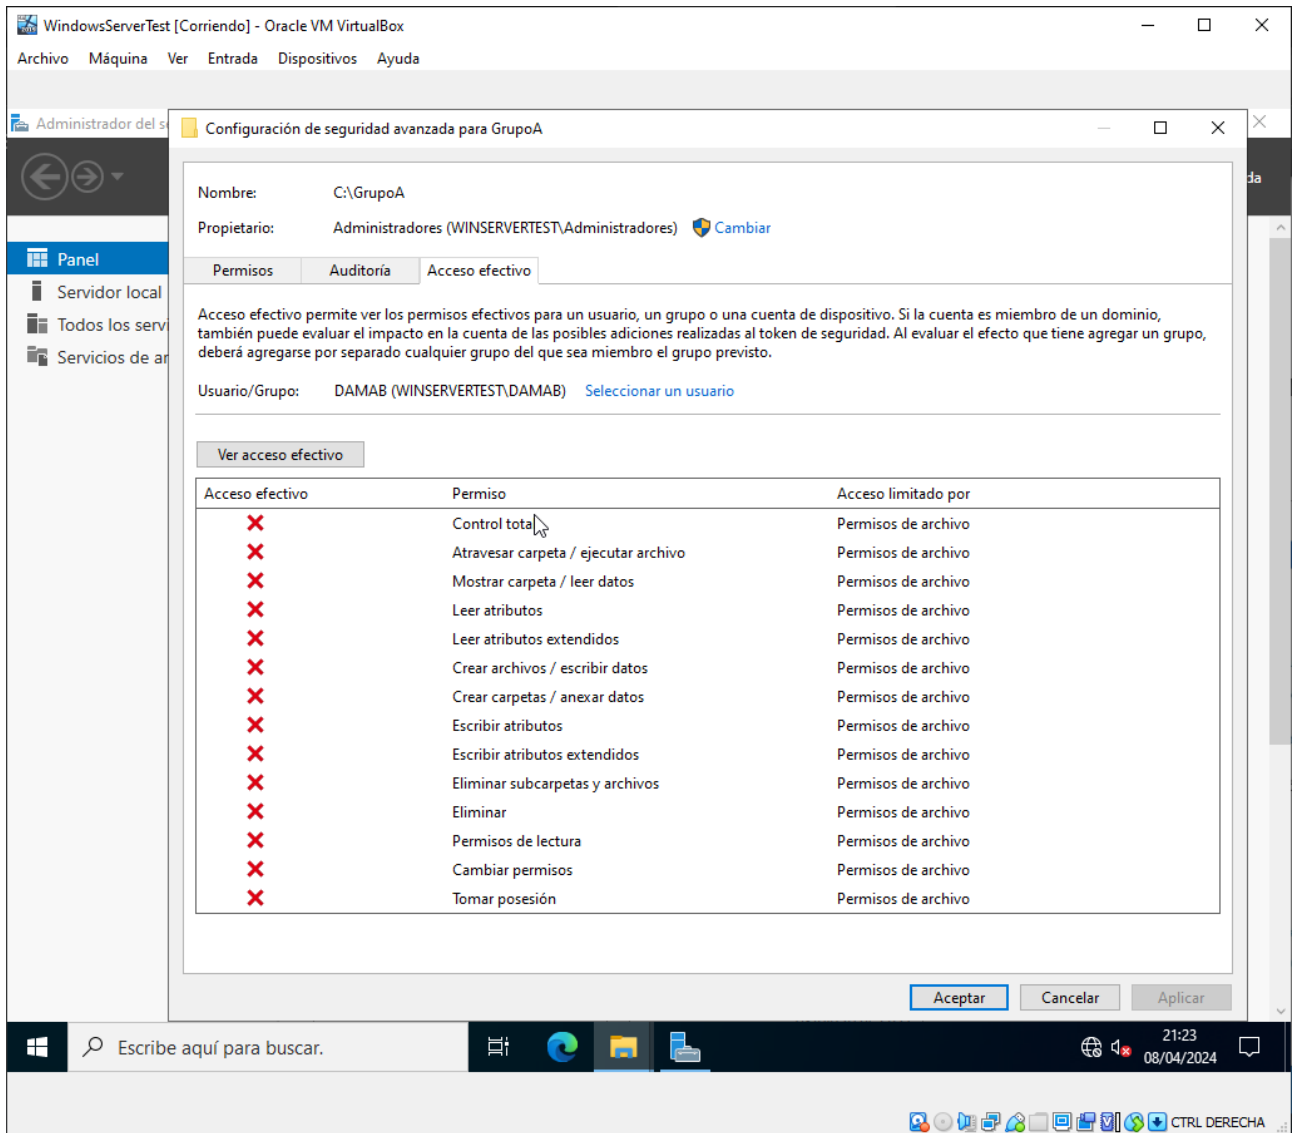 WindowsServerTest [Corriendo] - Oracle VM VirtualBox
Archivo Máquina Ver Entrada Dispositivos Ayuda
Administrador del s
Configuración de seguridad avanzada para GrupoA
da
Nombre: C:\GrupoA
Propietario: Administradores (WINSERVERTEST\Administradores) Cambiar
Panel
Servidor local
Todos los servi
Servicios de ar
Permisos Auditoría Acceso efectivo
Acceso efectivo permite ver los permisos efectivos para un usuario, un grupo o una cuenta de dispositivo. Si la cuenta es miembro de un dominio,
también puede evaluar el impacto en la cuenta de las posibles adiciones realizadas al token de seguridad. Al evaluar el efecto que tiene agregar un grupo,
deberá agregarse por separado cualquier grupo del que sea miembro el grupo previsto.
Usuario/Grupo: DAMAB (WINSERVERTEST\DAMAB) Seleccionar un usuario
Ver acceso efectivo
Acceso efectivo Permiso Acceso limitado por
Control total Permisos de archivo
Atravesar carpeta / ejecutar archivo Permisos de archivo
Mostrar carpeta / leer datos Permisos de archivo
Leer atributos Permisos de archivo
Leer atributos extendidos Permisos de archivo
Crear archivos / escribir datos Permisos de archivo
Crear carpetas / anexar datos Permisos de archivo
Escribir atributos Permisos de archivo
Escribir atributos extendidos Permisos de archivo
Eliminar subcarpetas y archivos Permisos de archivo
Eliminar Permisos de archivo
Permisos de lectura Permisos de archivo
Cambiar permisos Permisos de archivo
Tomar posesión Permisos de archivo
Aceptar Cancelar Aplicar
Escribe aquí para buscar.
21:23
08/04/2024
CTRL DERECHA